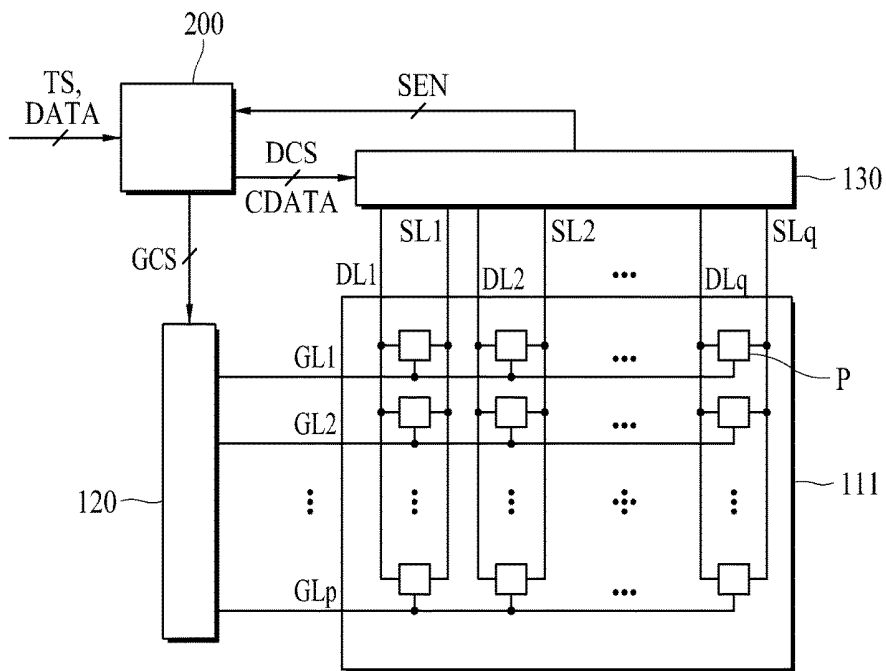 200
TS,
DATA
SEN
DCS
CDATA
130
GCS
SL1
SL2
SLq
DL1
DL2
DLq
GL1
P
GL2
120
111
GLp